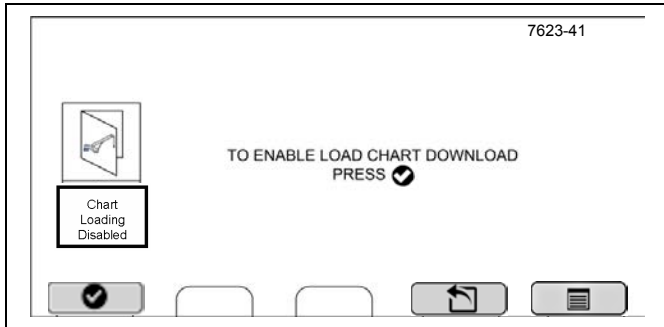 7623-41
TO ENABLE LOAD CHART DOWNLOAD
PRESS
Chart
Loading
Disabled